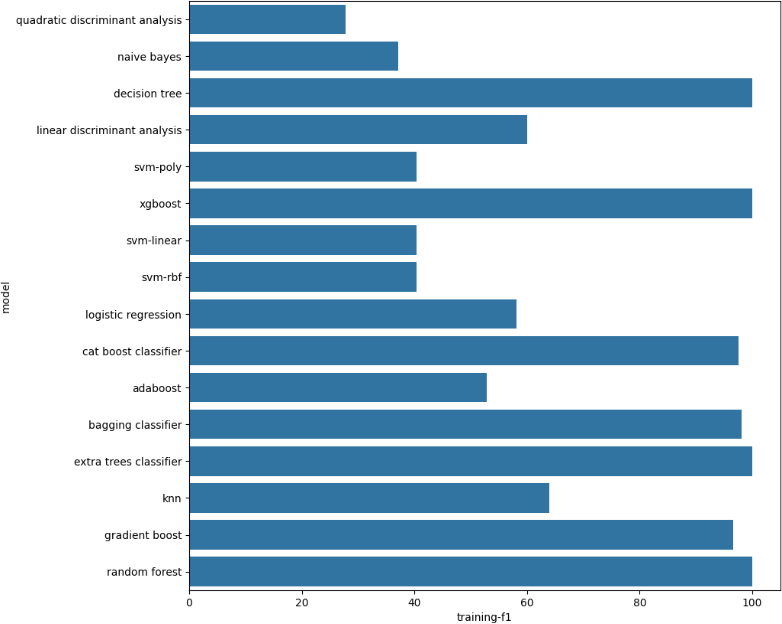 quadratic discriminant analysis
naive bayes
decision tree
linear discriminant analysis
svm-poly
xgboost
svm-linear
svm-rbf
logistic regression
cat boost classifier
adaboost
bagging classifier
extra trees classifier
knn
gradient boost
random forest
model
0 20 40 60 80 100
training-f1